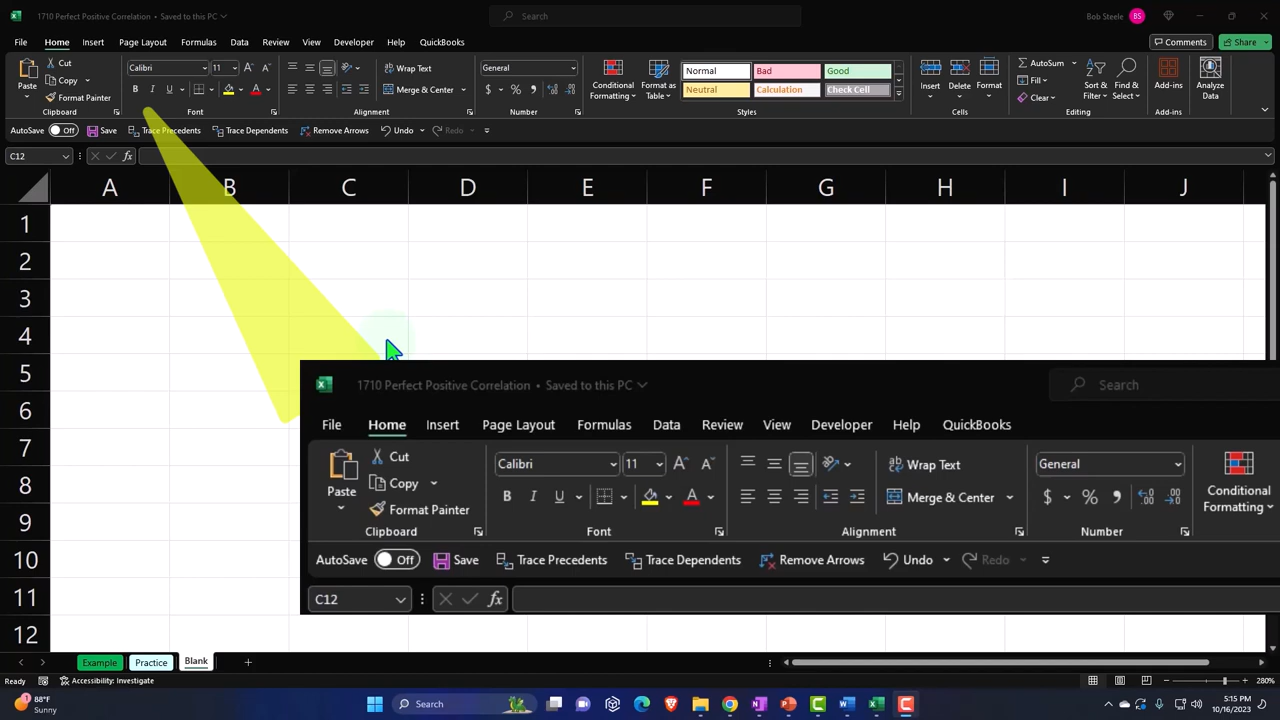 1710 Perfect Positive Correlation • Saved to this PC
Search
Bob Steele BS
File Home Insert Page Layout Formulas Data Review View Developer Help QuickBooks
Comments Share
Paste Cut Copy Format Painter
Calibri 11
Wrap Text
Merge & Center
General
Conditional Formatting
Format as Table
Normal Bad Good
Neutral Calculation Check Cell
Insert Delete Format
AutoSum Fill Clear
Sort & Filter
Find & Select
Add-ins
Analyze Data
Clipboard Font Alignment Number Styles Cells Editing Add-ins
AutoSave Off Save Trace Precedents Trace Dependents Remove Arrows Undo Redo
C12 fx
A B C D E F G H I J
1
2
3
4
5
6
7
8
9
10
11
12
1710 Perfect Positive Correlation • Saved to this PC
Search
File Home Insert Page Layout Formulas Data Review View Developer Help QuickBooks
Paste Cut Copy Format Painter
Calibri 11
B I U A
Wrap Text
Merge & Center
General
$ %
Conditional
Formatting
Clipboard Font Alignment Number
AutoSave Off Save Trace Precedents Trace Dependents Remove Arrows Undo Redo
C12 fx
Example Practice Blank
Ready Accessibility: Investigate
280%
88°F
Sunny
Search
5:15 PM
10/16/2023